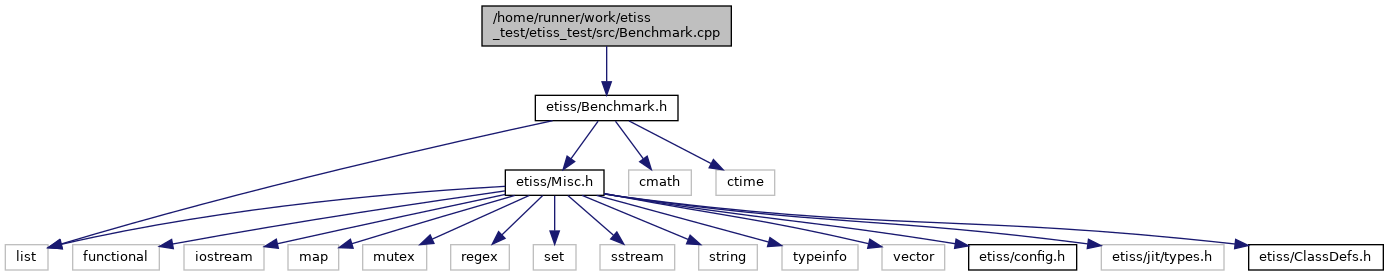 /home/runner/work/etiss
_test/etiss_test/src/Benchmark.cpp
etiss/Benchmark.h
etiss/Misc.h
cmath
ctime
list
functional
iostream
map
mutex
regex
set
sstream
string
typeinfo
vector
etiss/config.h
etiss/jit/types.h
etiss/ClassDefs.h